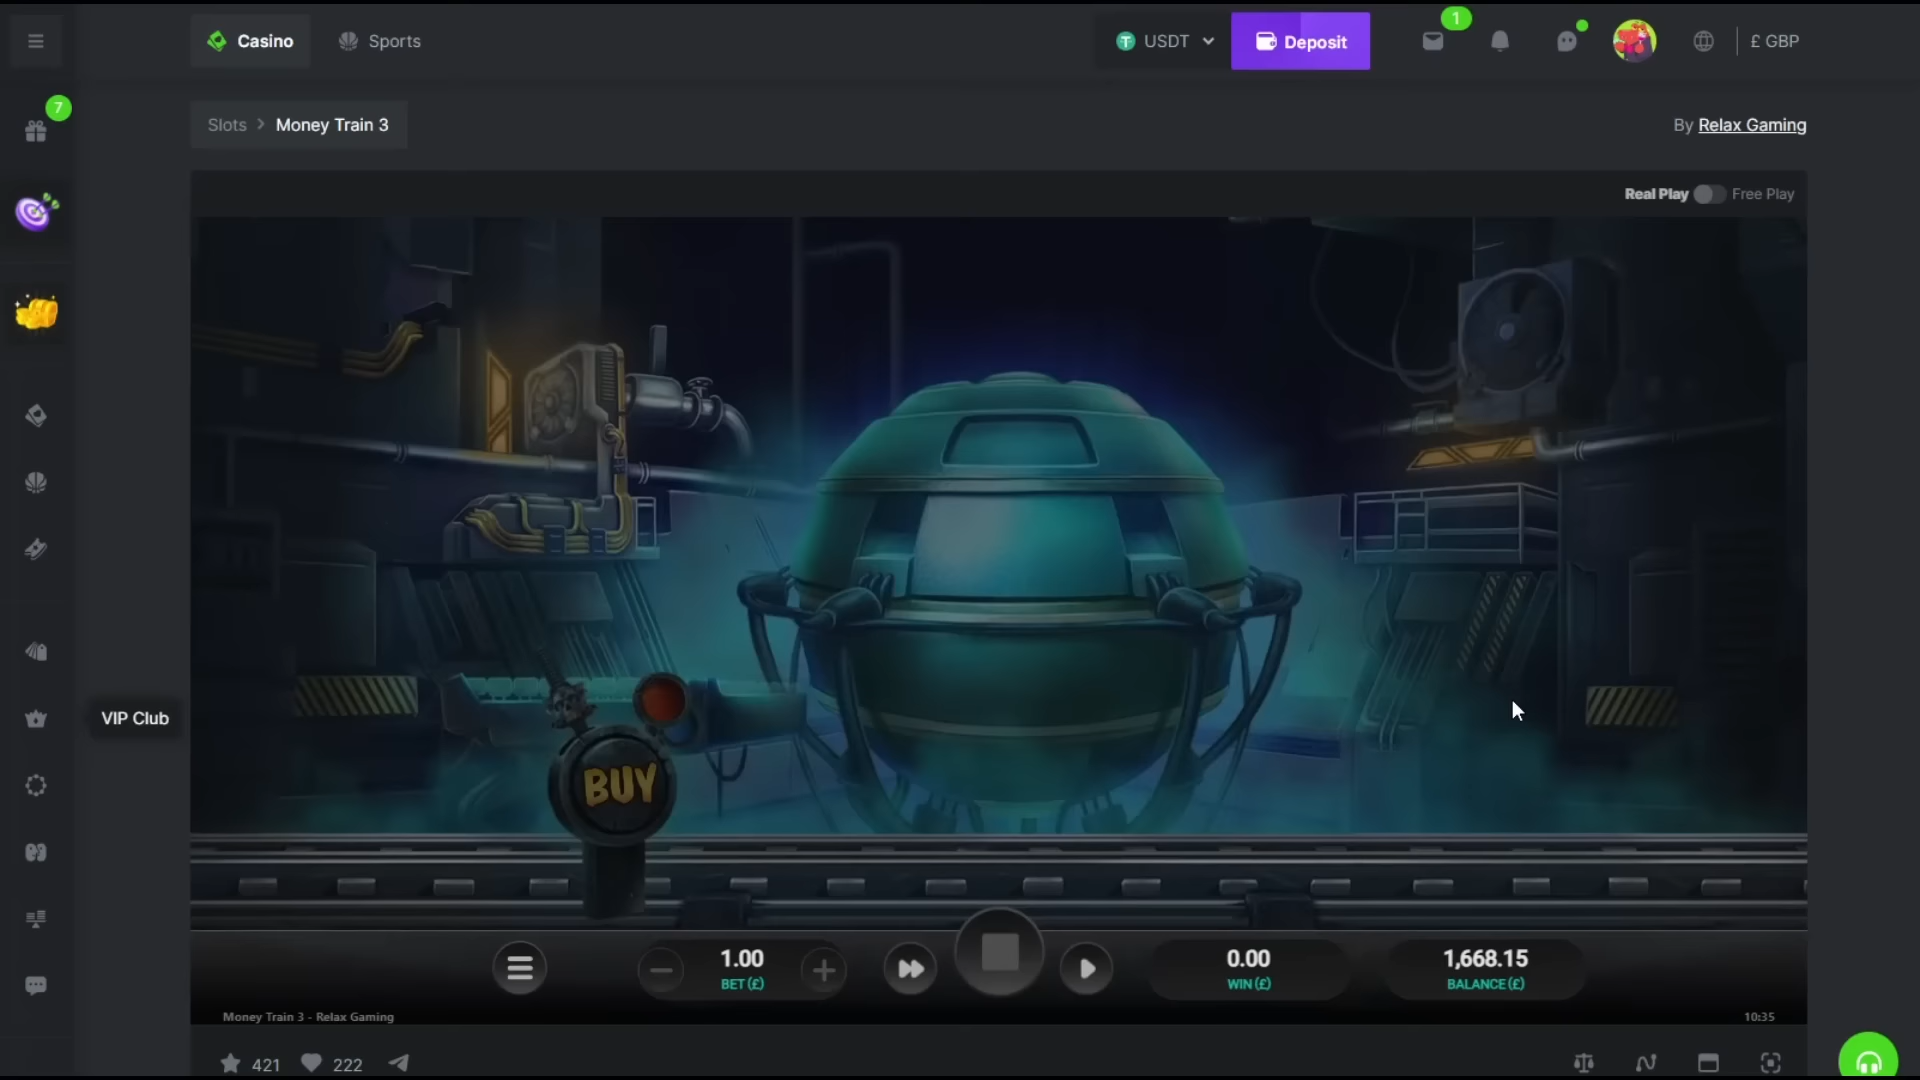 Casino
Sports
USDT
Deposit
1
£ GBP
7
Slots > Money Train 3
By Relax Gaming
Real Play
Free Play
VIP Club
BUY
1.00
BET (£)
0.00
WIN (£)
1,668.15
BALANCE (£)
Money Train 3 - Relax Gaming
10:35
421
222